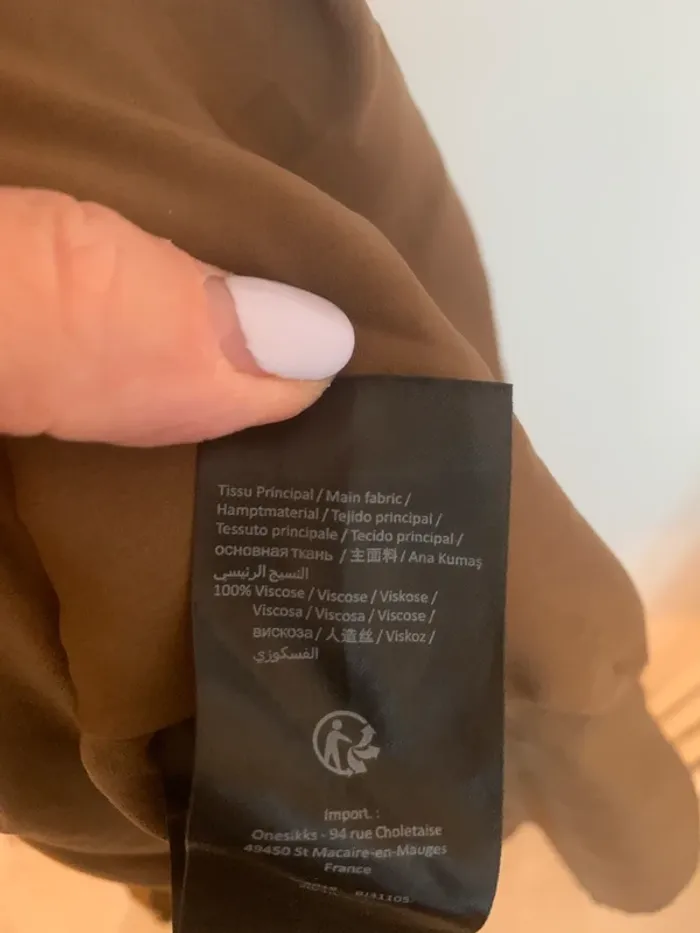 Tissu Principal / Main fabric /
Hamptmaterial / Tejido principal /
Tessuto principale / Tecido principal /
основная ткань / 主面料 / Ana Kumaş
النسيج الرئيسي
100% Viscose / Viscose / Viskose /
Viscosa / Viscosa / Viscose /
вискоза / 人造丝 / Viskoz /
الفسكوزي
Import. :
Onesikks - 94 rue Choletaise
49450 St Macaire-en-Mauges
France